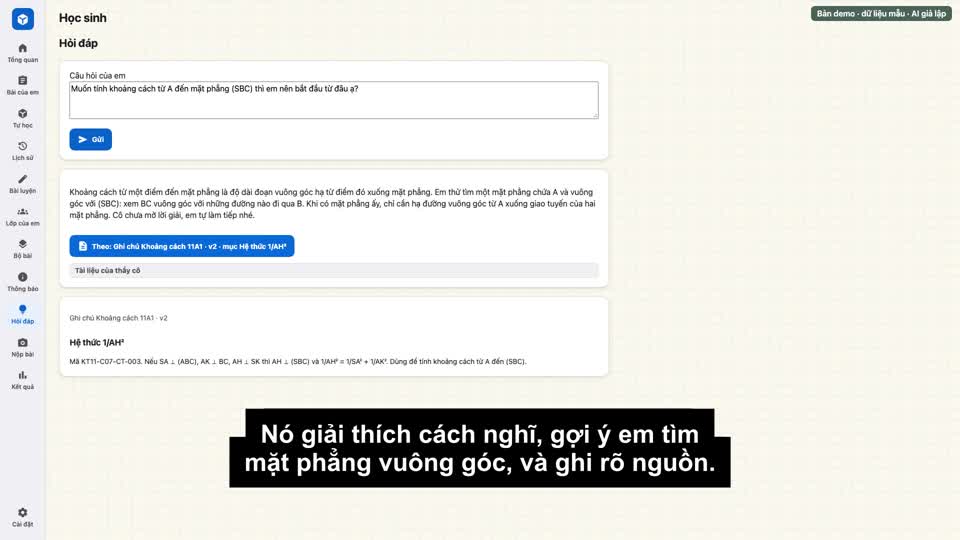 Học sinh
Bản demo · dữ liệu mẫu · AI giả lập
Tổng quan
Bài của em
Tự học
Lịch sử
Bài luyện
Lớp của em
Bộ bài
Thông báo
Hỏi đáp
Nộp bài
Kết quả
Cài đặt
Hỏi đáp
Câu hỏi của em
Muốn tính khoảng cách từ A đến mặt phẳng (SBC) thì em nên bắt đầu từ đâu ạ?
Gửi
Khoảng cách từ một điểm đến mặt phẳng là độ dài đoạn vuông góc hạ từ điểm đó xuống mặt phẳng. Em thử tìm một mặt phẳng chứa A và vuông
góc với (SBC): xem BC vuông góc với những đường nào đi qua B. Khi có mặt phẳng ấy, chỉ cần hạ đường vuông góc từ A xuống giao tuyến của hai
mặt phẳng. Cô chưa mở lời giải, em tự làm tiếp nhé.
Theo: Ghi chú Khoảng cách 11A1 · v2 · mục Hệ thức 1/AH²
Tài liệu của thầy cô
Ghi chú Khoảng cách 11A1 · v2
Hệ thức 1/AH²
Mã KT11-C07-CT-003. Nếu SA ⊥ (ABC), AK ⊥ BC, AH ⊥ SK thì AH ⊥ (SBC) và 1/AH² = 1/SA² + 1/AK². Dùng để tính khoảng cách từ A đến (SBC).
Nó giải thích cách nghĩ, gợi ý em tìm
mặt phẳng vuông góc, và ghi rõ nguồn.